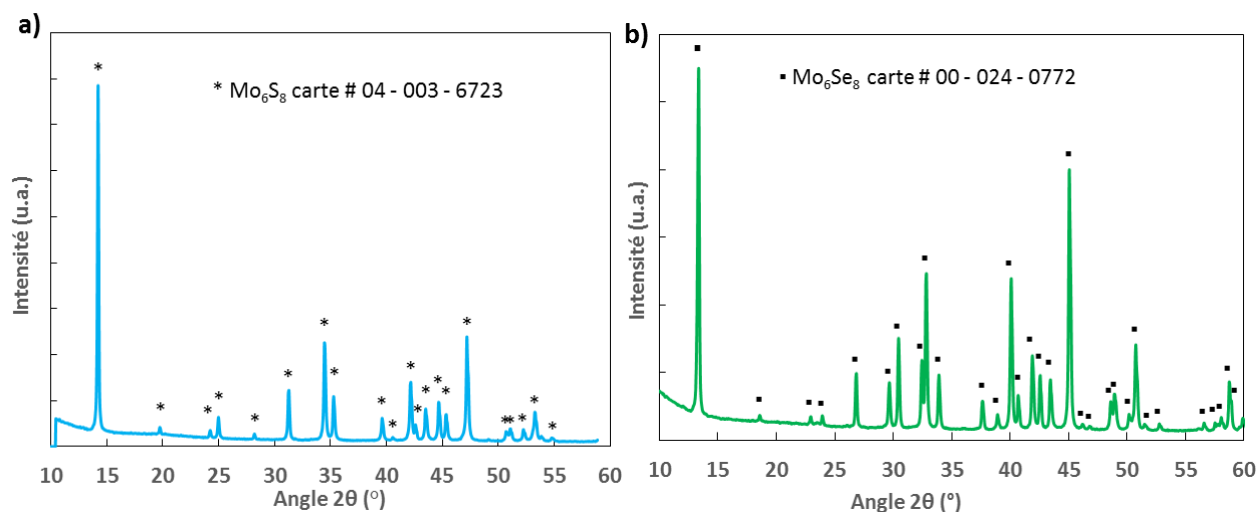 a)
* Mo₆S₈ carte # 04 - 003 - 6723
Intensité (u.a.)
10 15 20 25 30 35 40 45 50 55 60
Angle 2θ (°)
b)
▪ Mo₆Se₈ carte # 00 - 024 - 0772
Intensité (u.a.)
10 15 20 25 30 35 40 45 50 55 60
Angle 2θ (°)